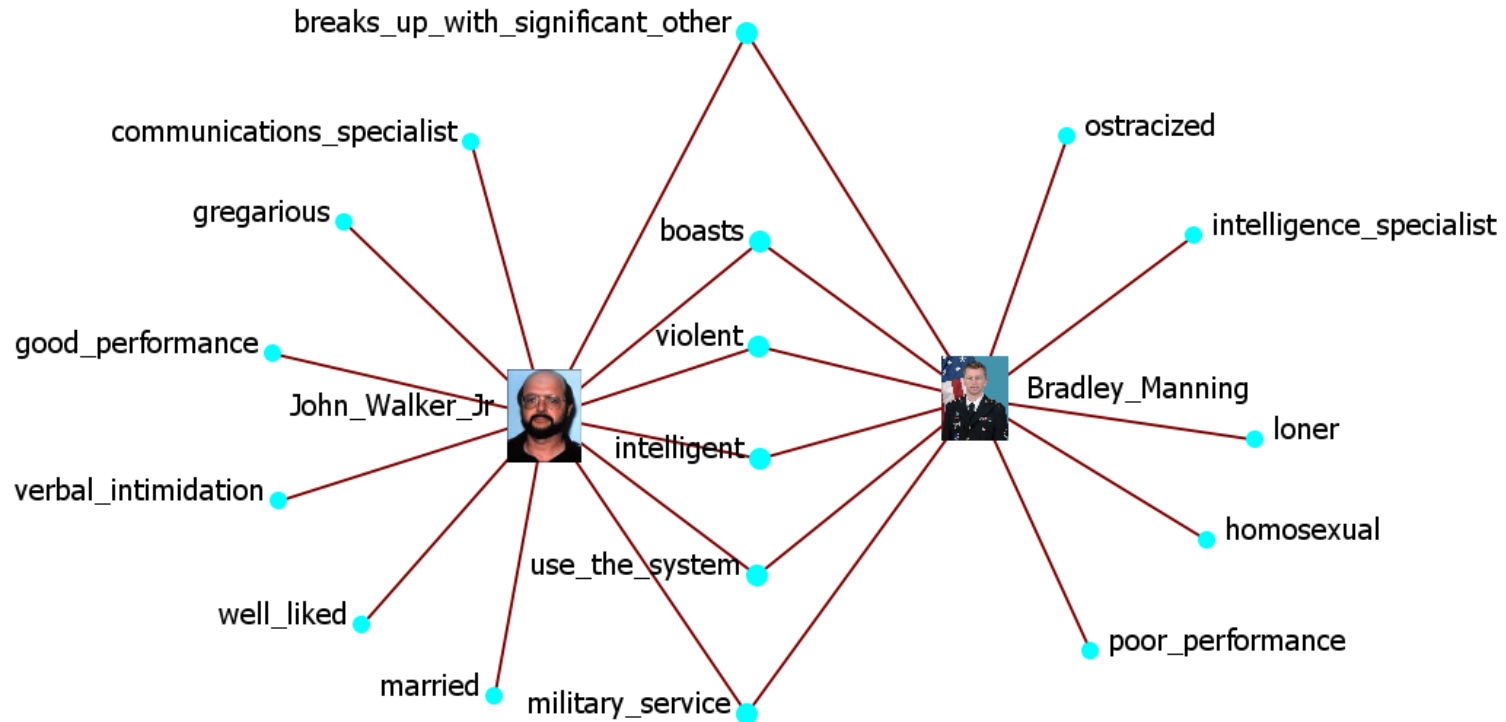 breaks_up_with_significant_other
communications_specialist
ostracized
gregarious
intelligence_specialist
boasts
violent
good_performance
John_Walker_Jr
Bradley_Manning
loner
intelligent
verbal_intimidation
homosexual
use_the_system
well_liked
poor_performance
married
military_service